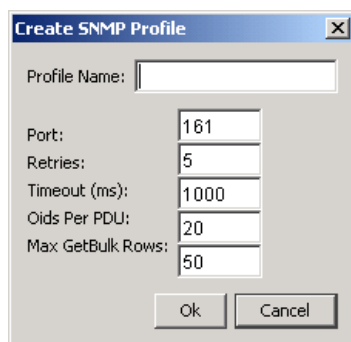 Create SNMP Profile
Profile Name:
Port: 161
Retries: 5
Timeout (ms): 1000
Oids Per PDU: 20
Max GetBulk Rows: 50
Ok Cancel